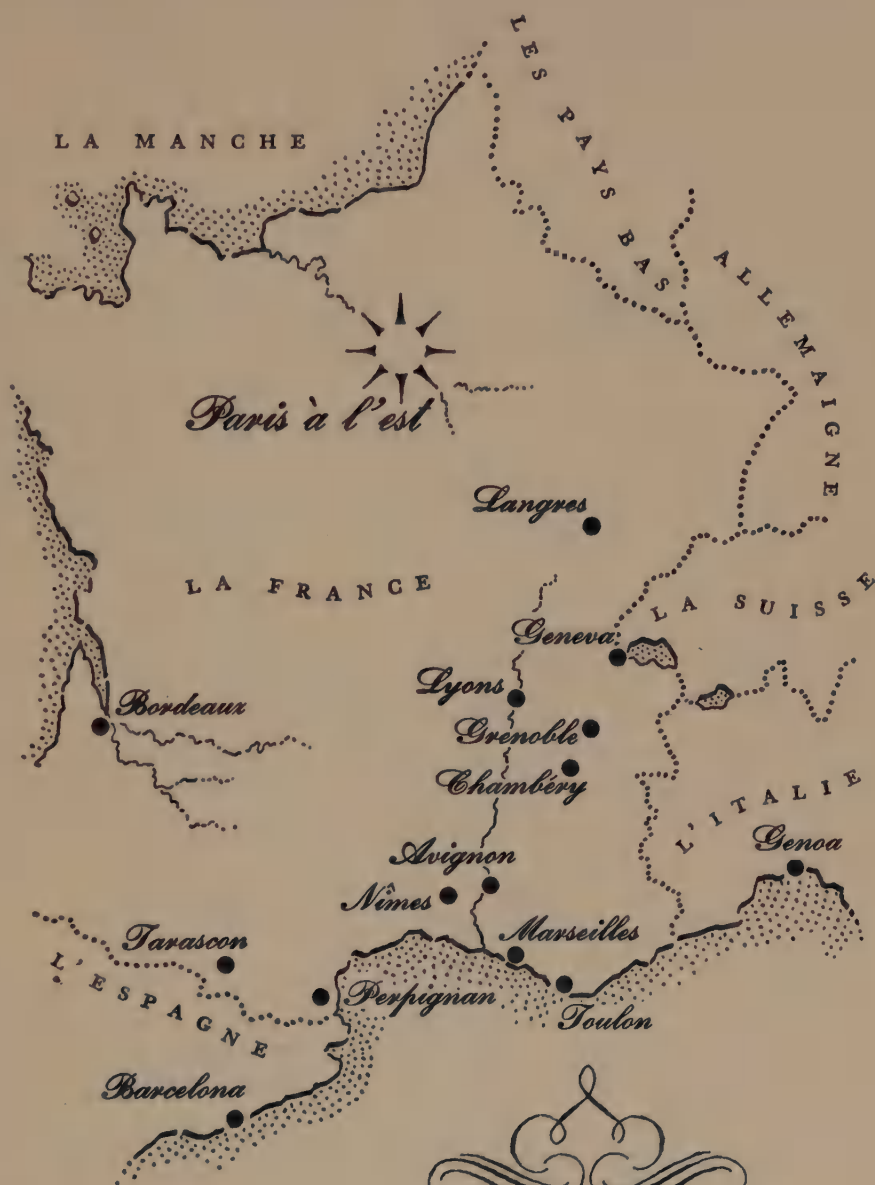 LES PAYS BAS
LA MANCHE
ALLEMAIGNE
Paris à l'est
Langres
LA FRANCE
LA SUISSE
Geneva
Lyons
Bordeaux
Grenoble
Chambéry
L'ITALIE
Genoa
Avignon
Nîmes
Marseilles
Tarascon
L'ESPAGNE
Perpignan
Toulon
Barcelona